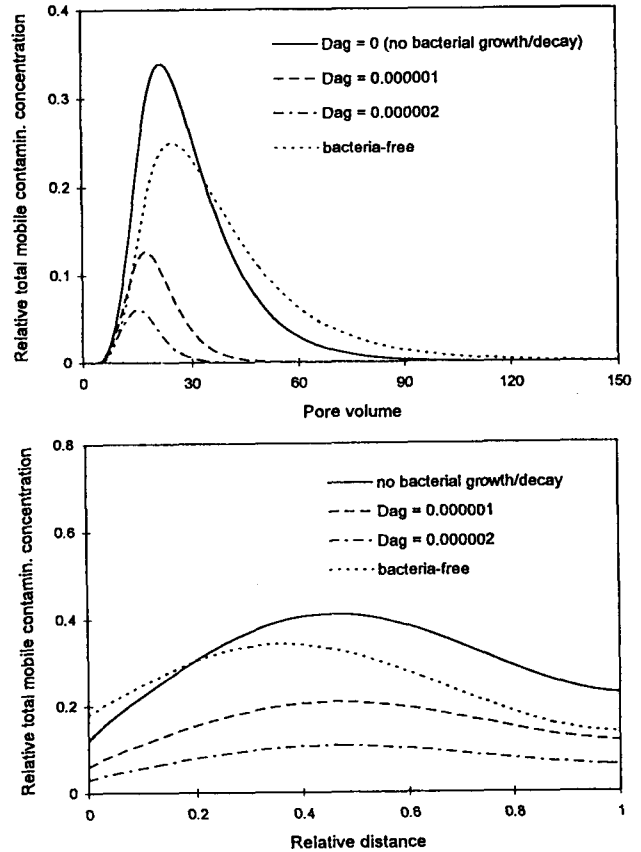 Relative total mobile contamin. concentration
0.4
0.3
0.2
0.1
0
Dag = 0 (no bacterial growth/decay)
Dag = 0.000001
Dag = 0.000002
bacteria-free
0
30
60
90
120
150
Pore volume
Relative total mobile contamin. concentration
0.8
0.6
0.4
0.2
0
no bacterial growth/decay
Dag = 0.000001
Dag = 0.000002
bacteria-free
0
0.2
0.4
0.6
0.8
1
Relative distance